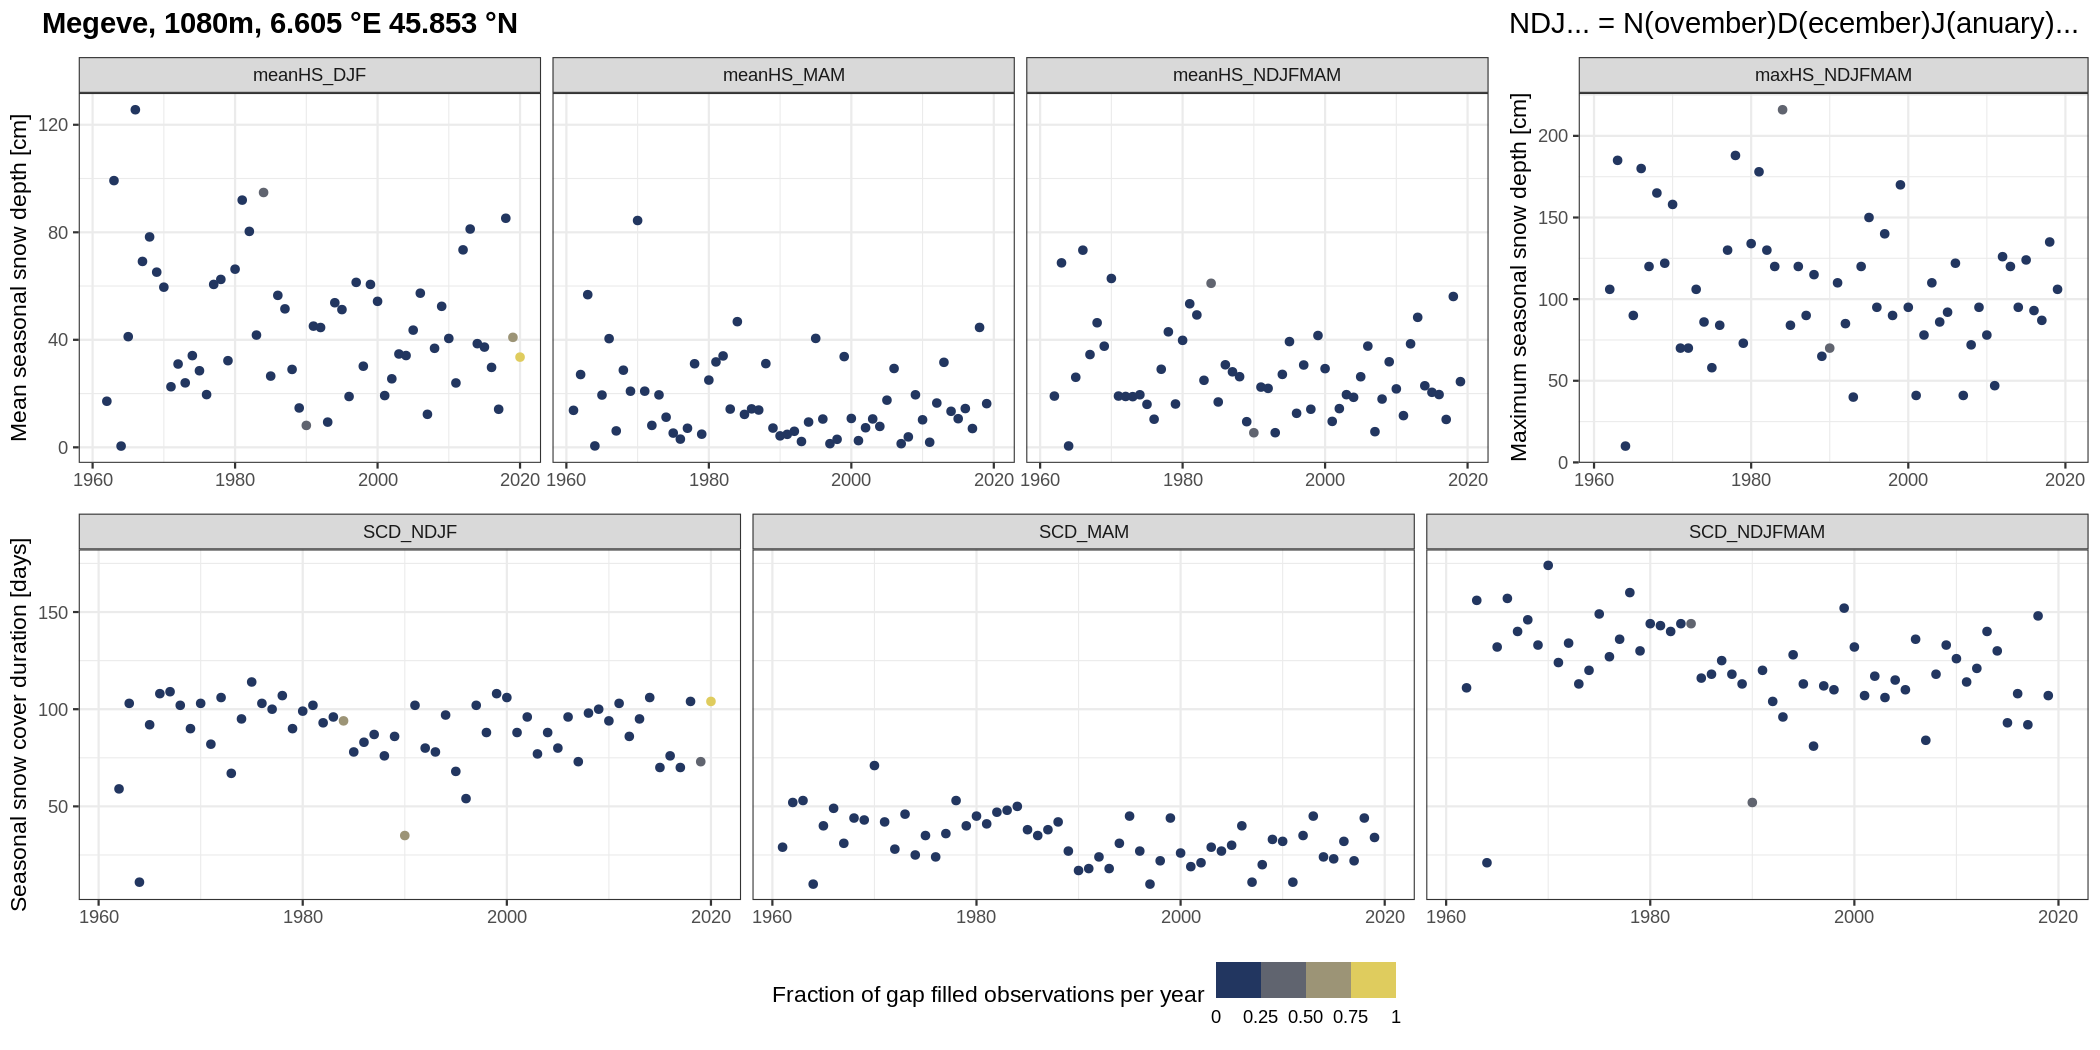 Megeve, 1080m, 6.605 °E 45.853 °N
NDJ... = N(ovember)D(ecember)J(anuary)...
meanHS_DJF
meanHS_MAM
meanHS_NDJFMAM
maxHS_NDJFMAM
Mean seasonal snow depth [cm]
120
80
40
0
1960 1980 2000 2020
1960 1980 2000 2020
1960 1980 2000 2020
Maximum seasonal snow depth [cm]
200
150
100
50
0
1960 1980 2000 2020
SCD_NDJF
SCD_MAM
SCD_NDJFMAM
Seasonal snow cover duration [days]
150
100
50
1960 1980 2000 2020
1960 1980 2000 2020
1960 1980 2000 2020
Fraction of gap filled observations per year
0 0.25 0.50 0.75 1